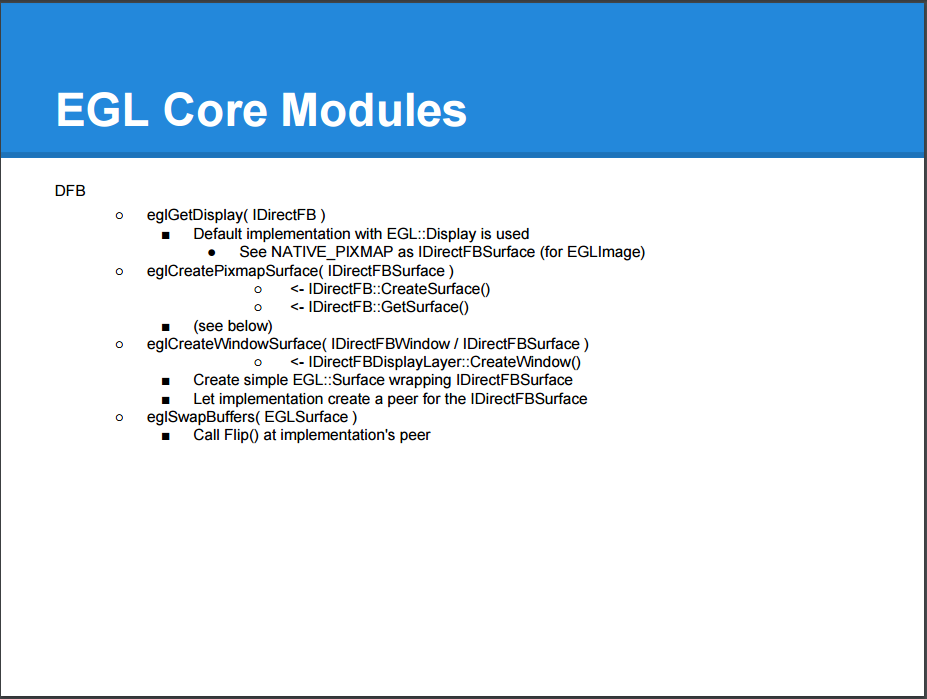 EGL Core Modules
DFB
○ eglGetDisplay( IDirectFB )
■ Default implementation with EGL::Display is used
● See NATIVE_PIXMAP as IDirectFBSurface (for EGLImage)
○ eglCreatePixmapSurface( IDirectFBSurface )
○ <- IDirectFB::CreateSurface()
○ <- IDirectFB::GetSurface()
■ (see below)
○ eglCreateWindowSurface( IDirectFBWindow / IDirectFBSurface )
○ <- IDirectFBDisplayLayer::CreateWindow()
■ Create simple EGL::Surface wrapping IDirectFBSurface
■ Let implementation create a peer for the IDirectFBSurface
○ eglSwapBuffers( EGLSurface )
■ Call Flip() at implementation's peer